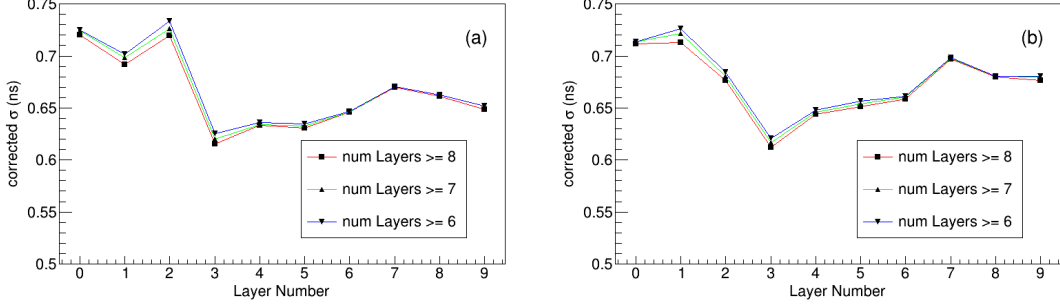 corrected σ (ns)
0.75
0.7
0.65
0.6
0.55
0.5
(a)
num Layers >= 8
num Layers >= 7
num Layers >= 6
0 1 2 3 4 5 6 7 8 9
Layer Number
corrected σ (ns)
0.75
0.7
0.65
0.6
0.55
0.5
(b)
num Layers >= 8
num Layers >= 7
num Layers >= 6
0 1 2 3 4 5 6 7 8 9
Layer Number